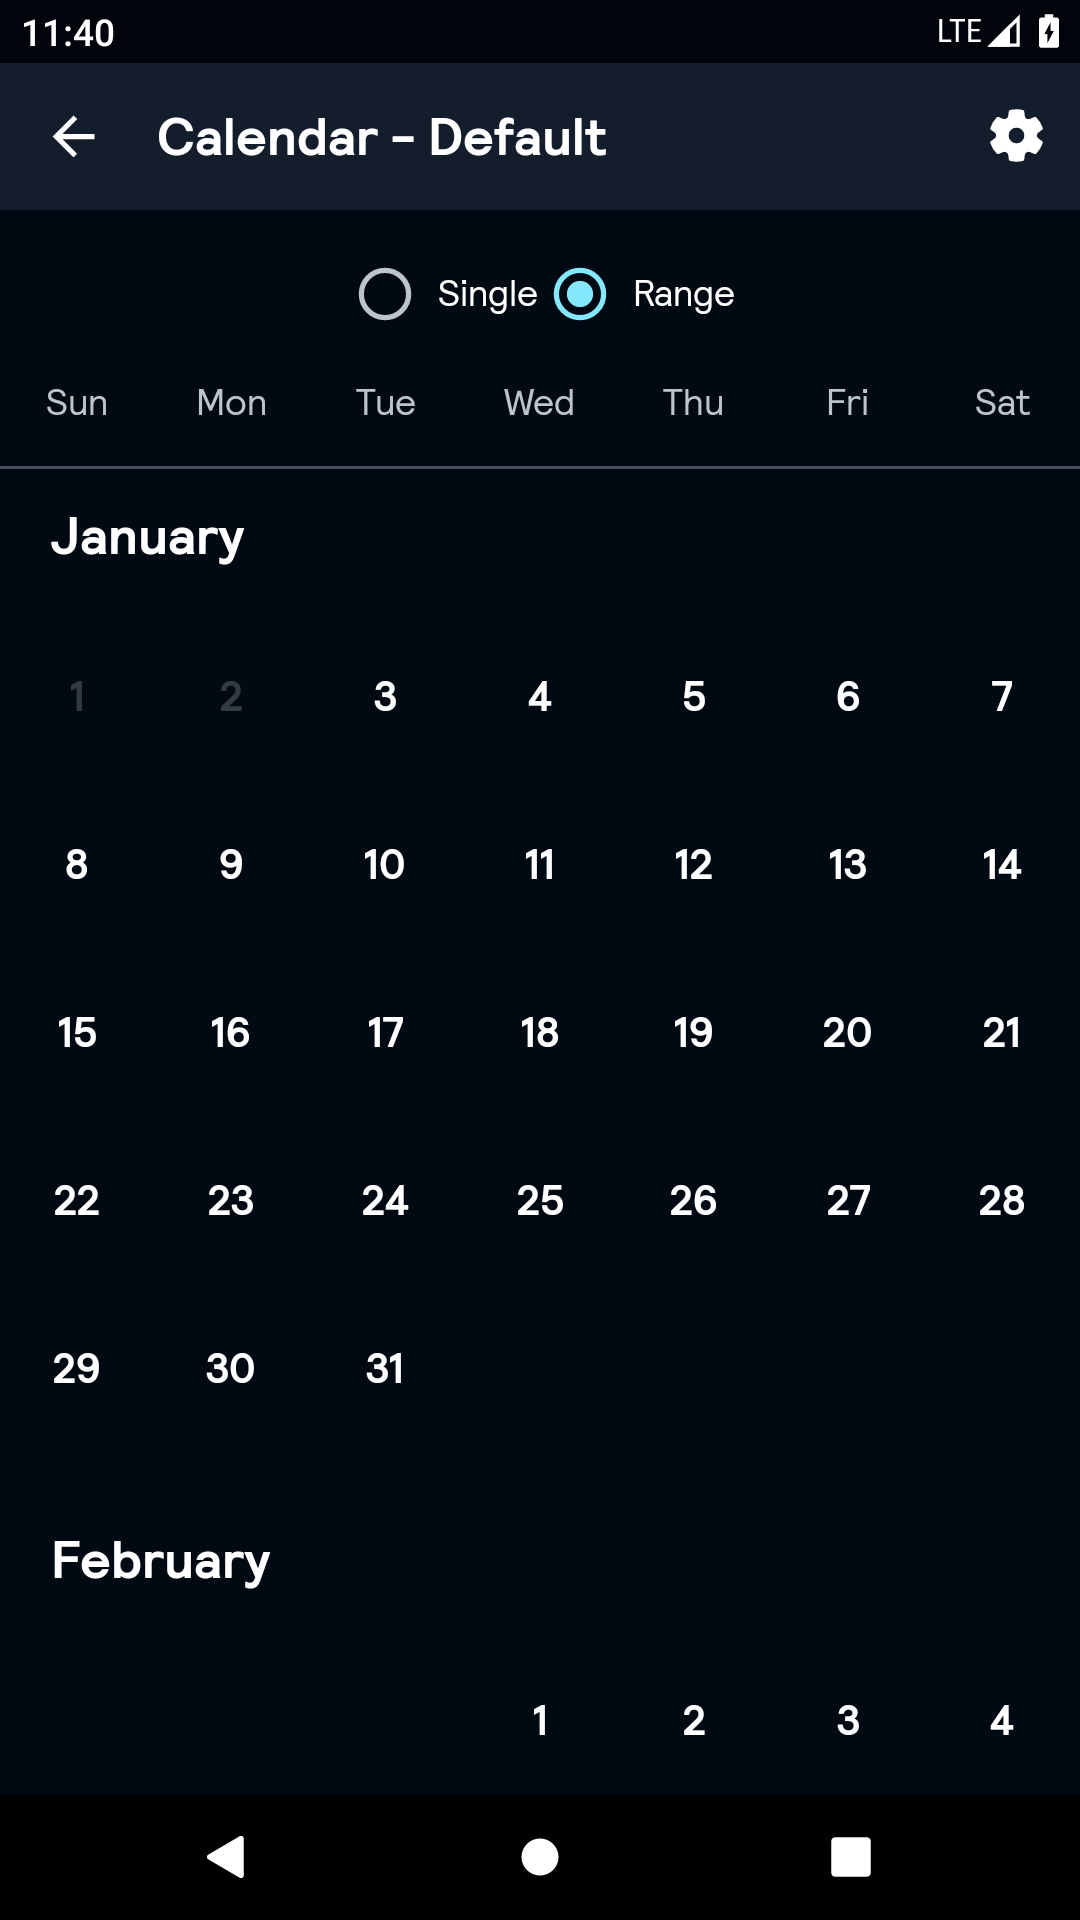 11:40 LTE
Calendar – Default
Single Range
Sun Mon Tue Wed Thu Fri Sat
January
1 2 3 4 5 6 7
8 9 10 11 12 13 14
15 16 17 18 19 20 21
22 23 24 25 26 27 28
29 30 31
February
1 2 3 4